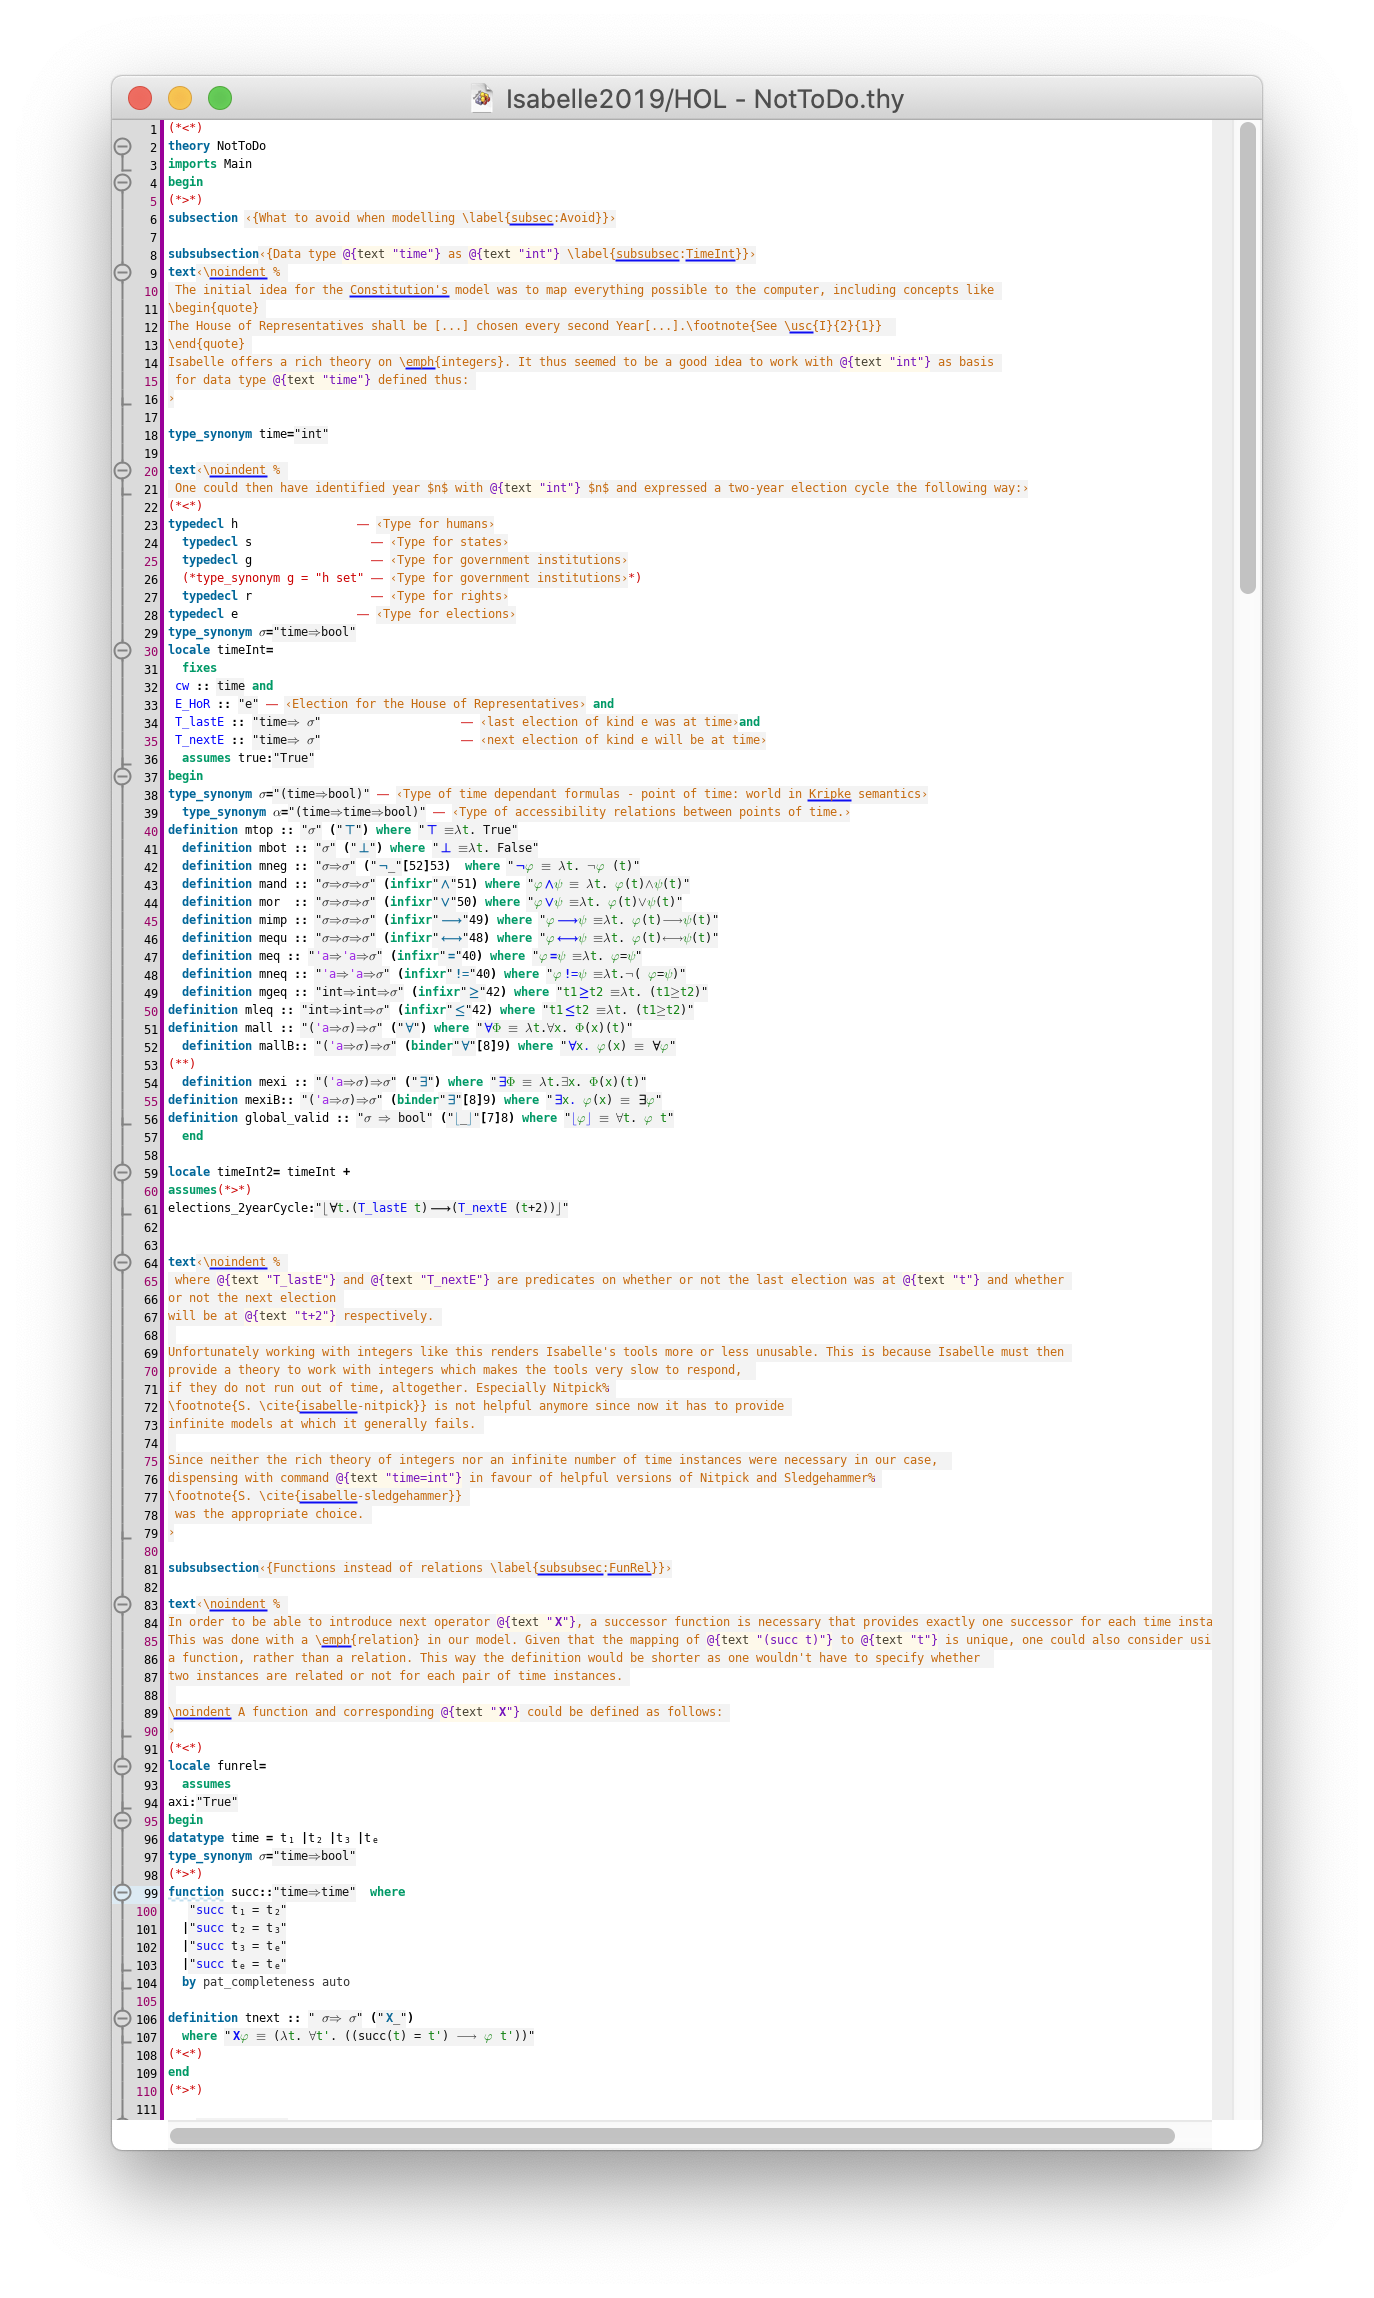 Isabelle2019/HOL - NotToDo.thy
1 (*<*)
2 theory NotToDo
3 imports Main
4 begin
5 (*>*)
6 subsection ‹{What to avoid when modelling \label{subsec:Avoid}}›
7
8 subsubsection‹{Data type @{text "time"} as @{text "int"} \label{subsubsec:TimeInt}}›
9 text‹\noindent %
10 The initial idea for the Constitution's model was to map everything possible to the computer, including concepts like
11 \begin{quote}
12 The House of Representatives shall be [...] chosen every second Year[...].\footnote{See \usc{I}{2}{1}}
13 \end{quote}
14 Isabelle offers a rich theory on \emph{integers}. It thus seemed to be a good idea to work with @{text "int"} as basis
15 for data type @{text "time"} defined thus:
16 ›
17
18 type_synonym time="int"
19
20 text‹\noindent %
21 One could then have identified year $n$ with @{text "int"} $n$ and expressed a two-year election cycle the following way:›
22 (*<*)
23 typedecl h — ‹Type for humans›
24 typedecl s — ‹Type for states›
25 typedecl g — ‹Type for government institutions›
26 (*type_synonym g = "h set" — ‹Type for government institutions›*)
27 typedecl r — ‹Type for rights›
28 typedecl e — ‹Type for elections›
29 type_synonym σ="time⇒bool"
30 locale timeInt=
31 fixes
32 cw :: time and
33 E_HoR :: "e" — ‹Election for the House of Representatives› and
34 T_lastE :: "time⇒ σ" — ‹last election of kind e was at time›and
35 T_nextE :: "time⇒ σ" — ‹next election of kind e will be at time›
36 assumes true:"True"
37 begin
38 type_synonym σ="(time⇒bool)" — ‹Type of time dependant formulas - point of time: world in Kripke semantics›
39 type_synonym α="(time⇒time⇒bool)" — ‹Type of accessibility relations between points of time.›
40 definition mtop :: "σ" ("⊤") where "⊤ ≡λt. True"
41 definition mbot :: "σ" ("⊥") where "⊥ ≡λt. False"
42 definition mneg :: "σ⇒σ" ("¬_"[52]53) where "¬φ ≡ λt. ¬φ (t)"
43 definition mand :: "σ⇒σ⇒σ" (infixr"∧"51) where "φ∧ψ ≡ λt. φ(t)∧ψ(t)"
44 definition mor :: "σ⇒σ⇒σ" (infixr"∨"50) where "φ∨ψ ≡ λt. φ(t)∨ψ(t)"
45 definition mimp :: "σ⇒σ⇒σ" (infixr"⟶"49) where "φ⟶ψ ≡λt. φ(t)⟶ψ(t)"
46 definition mequ :: "σ⇒σ⇒σ" (infixr"⟷"48) where "φ⟷ψ ≡λt. φ(t)⟷ψ(t)"
47 definition meq :: "'a⇒'a⇒σ" (infixr"="40) where "φ=ψ ≡λt. φ=ψ"
48 definition mneq :: "'a⇒'a⇒σ" (infixr"!="40) where "φ!=ψ ≡λt.¬( φ=ψ)"
49 definition mgeq :: "int⇒int⇒σ" (infixr"≥"42) where "t1≥t2 ≡λt. (t1≥t2)"
50 definition mleq :: "int⇒int⇒σ" (infixr"≤"42) where "t1≤t2 ≡λt. (t1≥t2)"
51 definition mall :: "('a⇒σ)⇒σ" ("∀") where "∀Φ ≡ λt.∀x. Φ(x)(t)"
52 definition mallB:: "('a⇒σ)⇒σ" (binder"∀"[8]9) where "∀x. φ(x) ≡ ∀φ"
53 (**)
54 definition mexi :: "('a⇒σ)⇒σ" ("∃") where "∃Φ ≡ λt.∃x. Φ(x)(t)"
55 definition mexiB:: "('a⇒σ)⇒σ" (binder"∃"[8]9) where "∃x. φ(x) ≡ ∃φ"
56 definition global_valid :: "σ ⇒ bool" ("⌊_⌋"[7]8) where "⌊φ⌋ ≡ ∀t. φ t"
57 end
58
59 locale timeInt2= timeInt +
60 assumes(*>*)
61 elections_2yearCycle:"⌊∀t.(T_lastE t)⟶(T_nextE (t+2))⌋"
62
63
64 text‹\noindent %
65 where @{text "T_lastE"} and @{text "T_nextE"} are predicates on whether or not the last election was at @{text "t"} and whether
66 or not the next election
67 will be at @{text "t+2"} respectively.
68
69 Unfortunately working with integers like this renders Isabelle's tools more or less unusable. This is because Isabelle must then
70 provide a theory to work with integers which makes the tools very slow to respond,
71 if they do not run out of time, altogether. Especially Nitpick%
72 \footnote{S. \cite{isabelle-nitpick}} is not helpful anymore since now it has to provide
73 infinite models at which it generally fails.
74
75 Since neither the rich theory of integers nor an infinite number of time instances were necessary in our case,
76 dispensing with command @{text "time=int"} in favour of helpful versions of Nitpick and Sledgehammer%
77 \footnote{S. \cite{isabelle-sledgehammer}}
78 was the appropriate choice.
79 ›
80
81 subsubsection‹{Functions instead of relations \label{subsubsec:FunRel}}›
82
83 text‹\noindent %
84 In order to be able to introduce next operator @{text "X"}, a successor function is necessary that provides exactly one successor for each time insta
85 This was done with a \emph{relation} in our model. Given that the mapping of @{text "(succ t)"} to @{text "t"} is unique, one could also consider usi
86 a function, rather than a relation. This way the definition would be shorter as one wouldn't have to specify whether
87 two instances are related or not for each pair of time instances.
88
89 \noindent A function and corresponding @{text "X"} could be defined as follows:
90 ›
91 (*<*)
92 locale funrel=
93 assumes
94 axi:"True"
95 begin
96 datatype time = t₁ |t₂ |t₃ |tₑ
97 type_synonym σ="time⇒bool"
98 (*>*)
99 function succ::"time⇒time" where
100 "succ t₁ = t₂"
101 |"succ t₂ = t₃"
102 |"succ t₃ = tₑ"
103 |"succ tₑ = tₑ"
104 by pat_completeness auto
105
106 definition tnext :: " σ⇒ σ" ("X_")
107 where "Xφ ≡ (λt. ∀t'. ((succ(t) = t') ⟶ φ t'))"
108 (*<*)
109 end
110 (*>*)
111